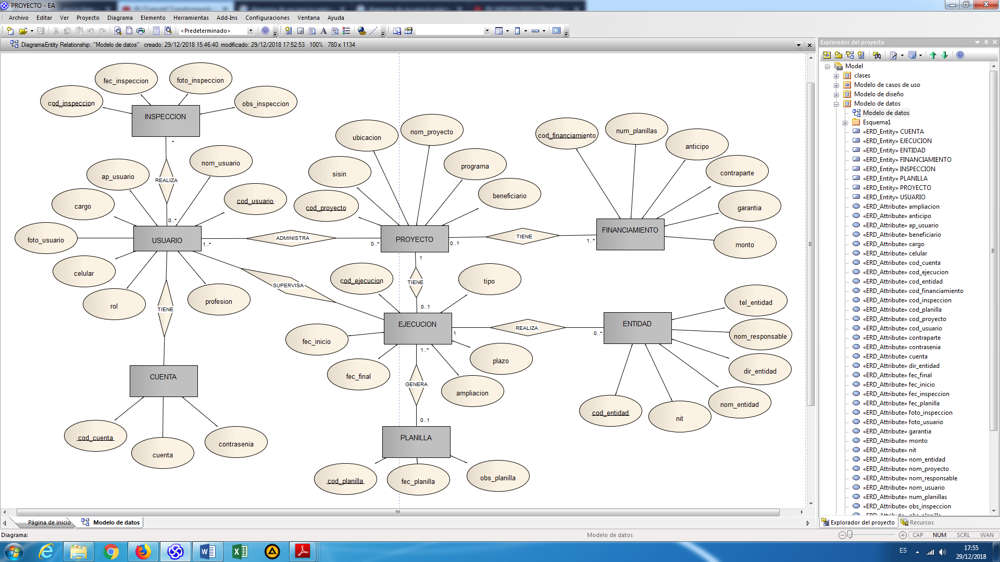 PROYECTO - EA
Archivo Editar Ver Proyecto Diagrama Elemento Herramientas Add-Ins Configuraciones Ventana Ayuda
<Predeterminado>
DiagramaEntity Relationship: "Modelo de datos" creado: 29/12/2018 15:46:40 modificado: 29/12/2018 17:52:53 100% 780 x 1134
fec_inspeccion
foto_inspeccion
cod_inspeccion
obs_inspeccion
INSPECCION
*
REALIZA
0..*
nom_usuario
ap_usuario
cod_usuario
cargo
foto_usuario
USUARIO
1..*
ADMINISTRA
0..*
celular
rol
profesion
TIENE
SUPERVISA
CUENTA
cod_cuenta
cuenta
contrasenia
ubicacion
nom_proyecto
sisin
programa
cod_proyecto
beneficiario
PROYECTO
0..1
TIENE
1..*
1
TIENE
0..1
cod_financiamiento
num_planillas
anticipo
contraparte
garantia
monto
FINANCIAMIENTO
cod_ejecucion
tipo
EJECUCION
1
REALIZA
0..*
fec_inicio
fec_final
plazo
ampliacion
1..*
GENERA
0..1
PLANILLA
cod_planilla
fec_planilla
obs_planilla
ENTIDAD
tel_entidad
nom_responsable
dir_entidad
nom_entidad
nit
cod_entidad
Explorador del proyecto
Model
clases
Modelo de casos de uso
Modelo de diseño
Modelo de datos
Modelo de datos
Esquema1
«ERD_Entity» CUENTA
«ERD_Entity» EJECUCION
«ERD_Entity» ENTIDAD
«ERD_Entity» FINANCIAMIENTO
«ERD_Entity» INSPECCION
«ERD_Entity» PLANILLA
«ERD_Entity» PROYECTO
«ERD_Entity» USUARIO
«ERD_Attribute» ampliacion
«ERD_Attribute» anticipo
«ERD_Attribute» ap_usuario
«ERD_Attribute» beneficiario
«ERD_Attribute» cargo
«ERD_Attribute» celular
«ERD_Attribute» cod_cuenta
«ERD_Attribute» cod_ejecucion
«ERD_Attribute» cod_entidad
«ERD_Attribute» cod_financiamiento
«ERD_Attribute» cod_inspeccion
«ERD_Attribute» cod_planilla
«ERD_Attribute» cod_proyecto
«ERD_Attribute» cod_usuario
«ERD_Attribute» contraparte
«ERD_Attribute» contrasenia
«ERD_Attribute» cuenta
«ERD_Attribute» dir_entidad
«ERD_Attribute» fec_final
«ERD_Attribute» fec_inicio
«ERD_Attribute» fec_inspeccion
«ERD_Attribute» fec_planilla
«ERD_Attribute» foto_inspeccion
«ERD_Attribute» foto_usuario
«ERD_Attribute» garantia
«ERD_Attribute» monto
«ERD_Attribute» nit
«ERD_Attribute» nom_entidad
«ERD_Attribute» nom_proyecto
«ERD_Attribute» nom_responsable
«ERD_Attribute» nom_usuario
«ERD_Attribute» num_planillas
«ERD_Attribute» obs_inspeccion
Página de inicio Modelo de datos
Explorador del proyecto Recursos
Diagrama: Modelo de datos CAP NUM SCRL WAN
ES
17:55
29/12/2018